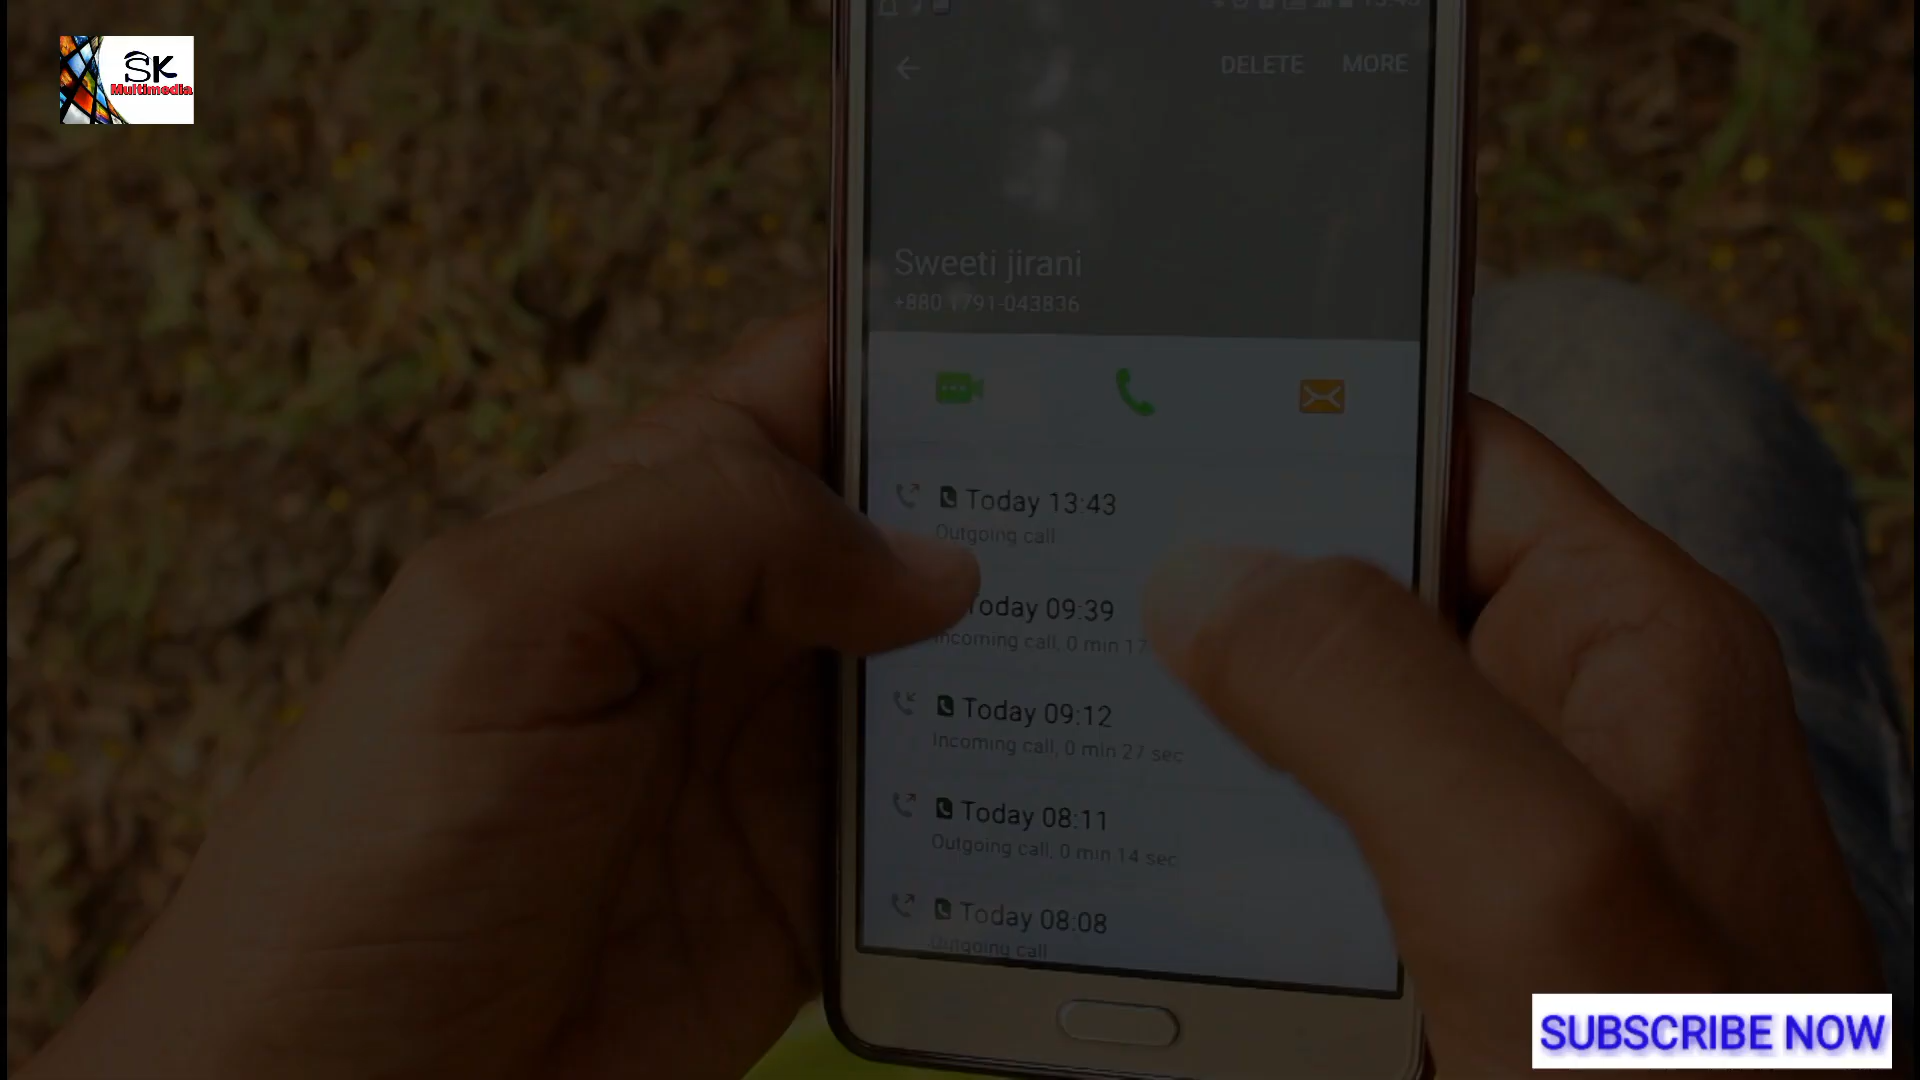 SK
Multimedia
DELETE MORE
Sweeti jirani
+880 1791-043836
Today 13:43
Outgoing call
Today 09:39
Incoming call, 0 min 17
Today 09:12
Incoming call, 0 min 27 sec
Today 08:11
Outgoing call, 0 min 14 sec
Today 08:08
Outgoing call
SUBSCRIBE NOW